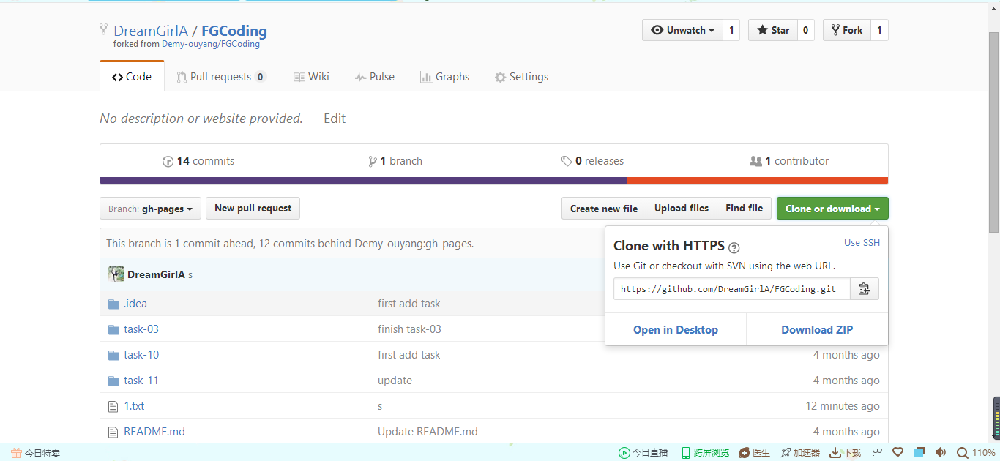 DreamGirlA / FGCoding
Unwatch 1 Star 0 Fork 1
forked from Demy-ouyang/FGCoding
Code Pull requests 0 Wiki Pulse Graphs Settings
No description or website provided. — Edit
14 commits 1 branch 0 releases 1 contributor
Branch: gh-pages New pull request Create new file Upload files Find file Clone or download
This branch is 1 commit ahead, 12 commits behind Demy-ouyang:gh-pages.
Clone with HTTPS ? Use SSH
Use Git or checkout with SVN using the web URL.
https://github.com/DreamGirlA/FGCoding.git
Open in Desktop Download ZIP
DreamGirlA s
.idea first add task
task-03 finish task-03
task-10 first add task 4 months ago
task-11 update 4 months ago
1.txt s 12 minutes ago
README.md Update README.md 4 months ago
今日特卖 今日直播 跨屏浏览 医生 加速器 下载 110%